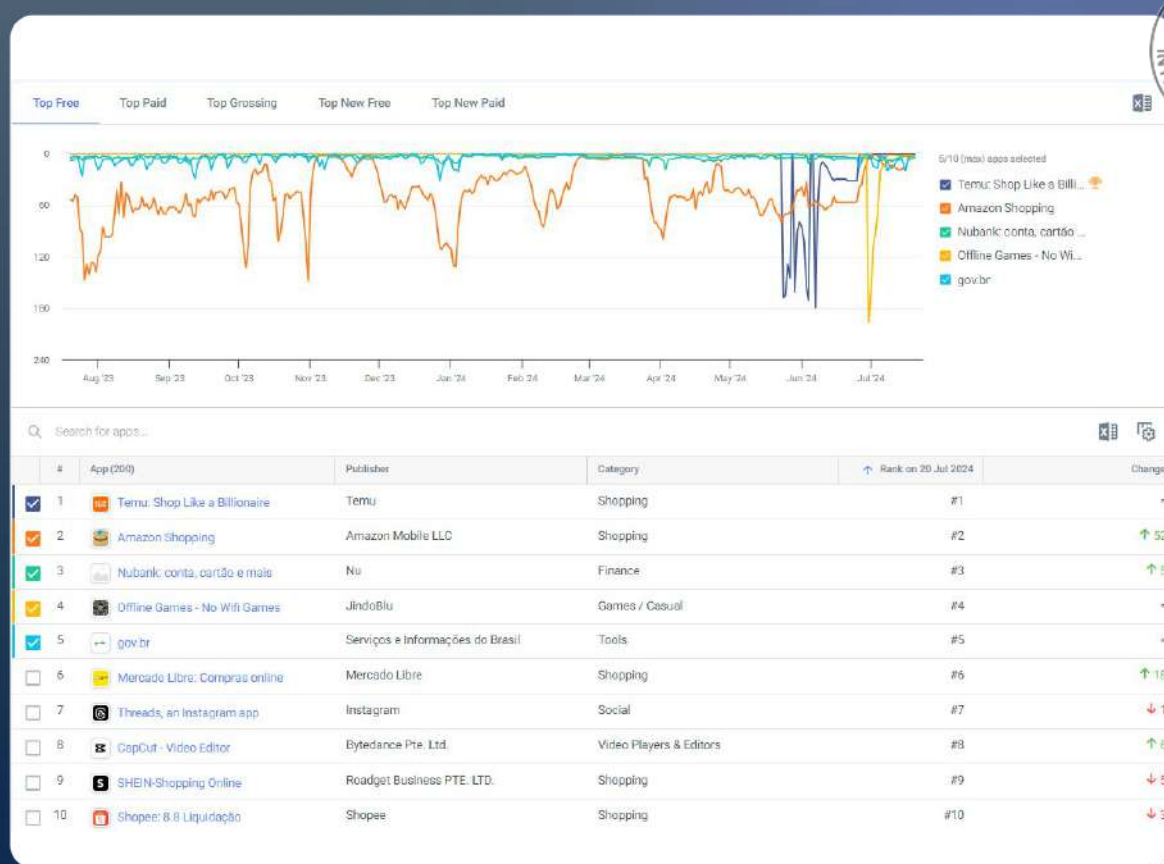 Top Free Top Paid Top Grossing Top New Free Top New Paid
0
60
120
180
240
Aug '23 Sep '23 Oct '23 Nov '23 Dec '23 Jan '24 Feb '24 Mar '24 Apr '24 May '24 Jun '24 Jul '24
5/10 (max) apps selected
Temu: Shop Like a Billi...
Amazon Shopping
Nubank: conta, cartão ...
Offline Games - No Wi...
gov.br
Search for apps...
# App (200) Publisher Category Rank on 20 Jul 2024 Change
1 Temu: Shop Like a Billionaire Temu Shopping #1
2 Amazon Shopping Amazon Mobile LLC Shopping #2 52
3 Nubank: conta, cartão e mais Nu Finance #3
4 Offline Games - No Wifi Games JindoBlu Games / Casual #4
5 gov.br Serviços e Informações do Brasil Tools #5
6 Mercado Libre: Compras online Mercado Libre Shopping #6
7 Threads, an Instagram app Instagram Social #7
8 CapCut - Video Editor Bytedance Pte. Ltd. Video Players & Editors #8
9 SHEIN-Shopping Online Roadget Business PTE. LTD. Shopping #9
10 Shopee: 8.8 Liquidação Shopee Shopping #10